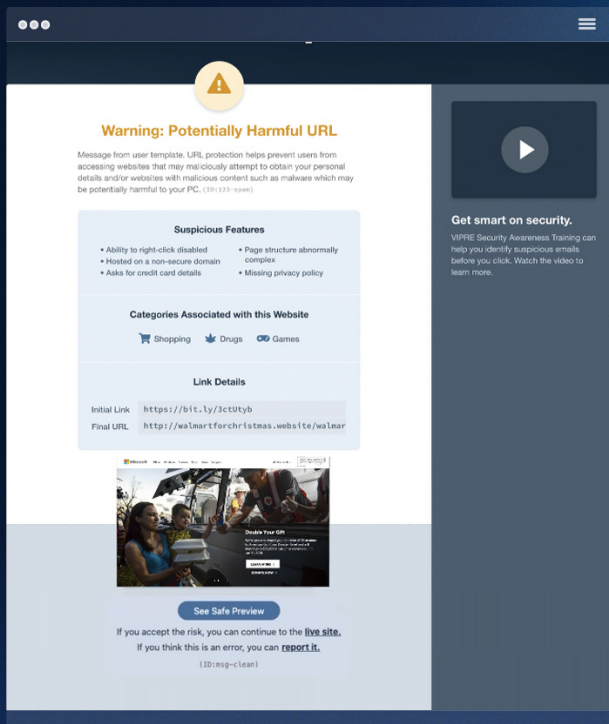 Warning: Potentially Harmful URL
Message from user template. URL protection helps prevent users from
accessing websites that may maliciously attempt to obtain your personal
details and/or websites with malicious content such as malware which may
be potentially harmful to your PC. (ID:123-spam)
Suspicious Features
• Ability to right-click disabled
• Hosted on a non-secure domain
• Asks for credit card details
• Page structure abnormally
complex
• Missing privacy policy
Categories Associated with this Website
Shopping Drugs Games
Link Details
Initial Link https://bit.ly/3ctUtyb
Final URL http://walmartforchristmas.website/walmar
Microsoft
Double Your Gift
LEARN MORE >
DONATE NOW >
See Safe Preview
If you accept the risk, you can continue to the live site.
If you think this is an error, you can report it.
(ID:msg-clean)
Get smart on security.
VIPRE Security Awareness Training can
help you identify suspicious emails
before you click. Watch the video to
learn more.